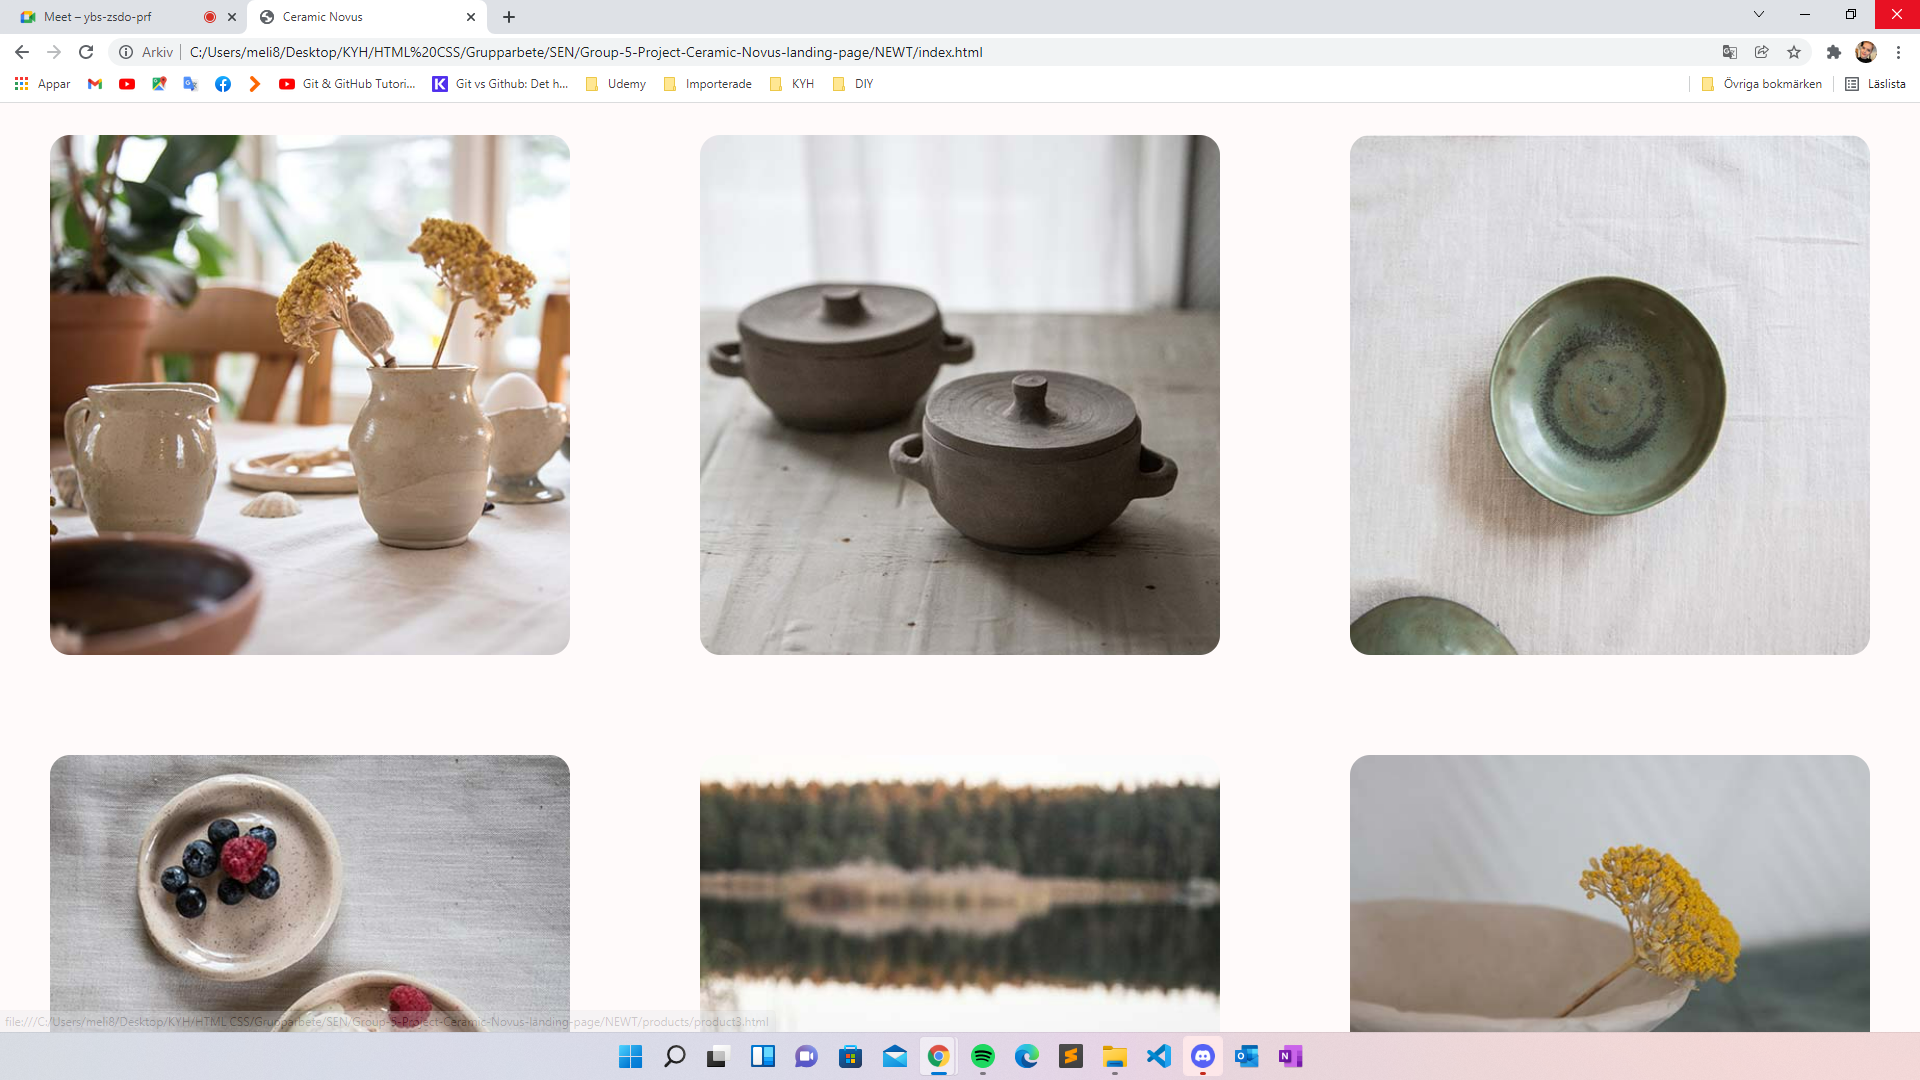 Meet – ybs-zsdo-prf
Ceramic Novus
Arkiv
C:/Users/meli8/Desktop/KYH/HTML%20CSS/Grupparbete/SEN/Group-5-Project-Ceramic-Novus-landing-page/NEWT/index.html
Appar
Git & GitHub Tutori...
Git vs Github: Det h...
Udemy
Importerade
KYH
DIY
Övriga bokmärken
Läslista
file:///C:/Users/meli8/Desktop/KYH/HTML CSS/Grupparbete/SEN/Group-5-Project-Ceramic-Novus-landing-page/NEWT/products/product3.html